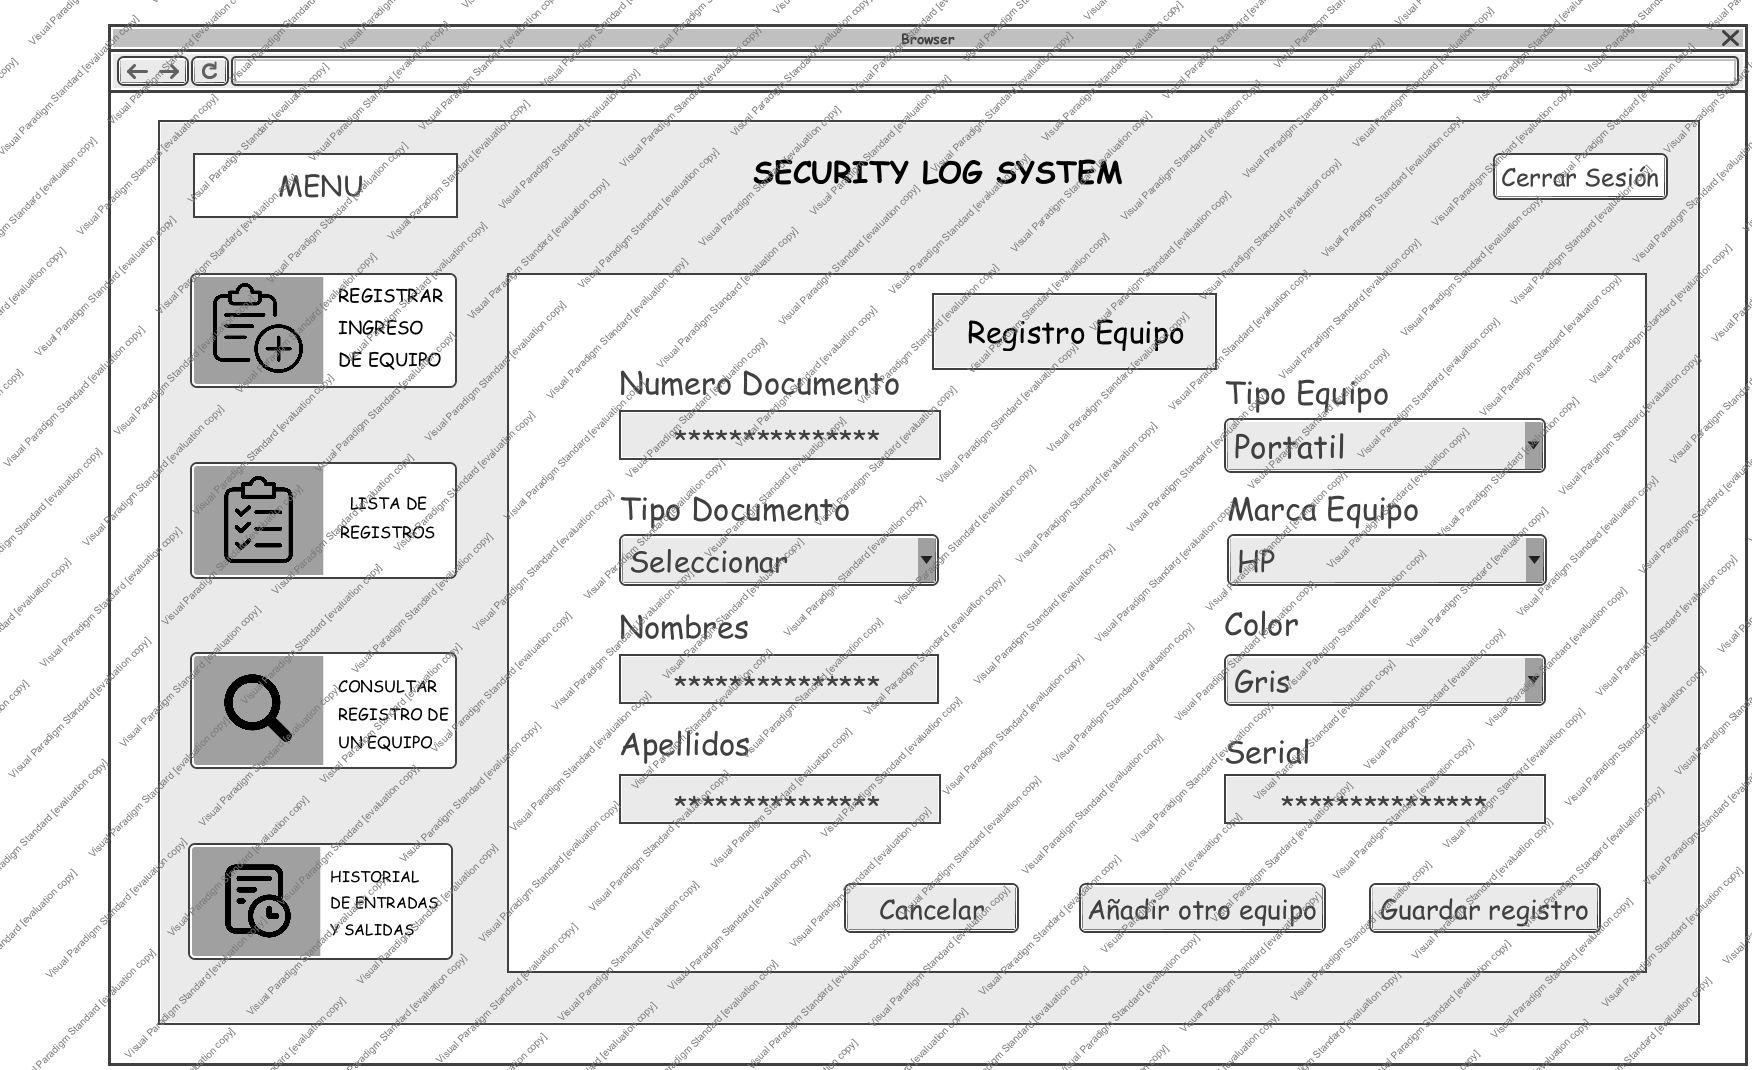 Browser
SECURITY LOG SYSTEM
Cerrar Sesión
MENU
REGISTRAR
INGRESO
DE EQUIPO
LISTA DE
REGISTROS
CONSULTAR
REGISTRO DE
UN EQUIPO
HISTORIAL
DE ENTRADAS
Y SALIDAS
Registro Equipo
Numero Documento
***************
Tipo Documento
Seleccionar
Nombres
***************
Apellidos
***************
Tipo Equipo
Portatil
Marca Equipo
HP
Color
Gris
Serial
***************
Cancelar
Añadir otro equipo
Guardar registro
Visual Paradigm Standard [evaluation copy]